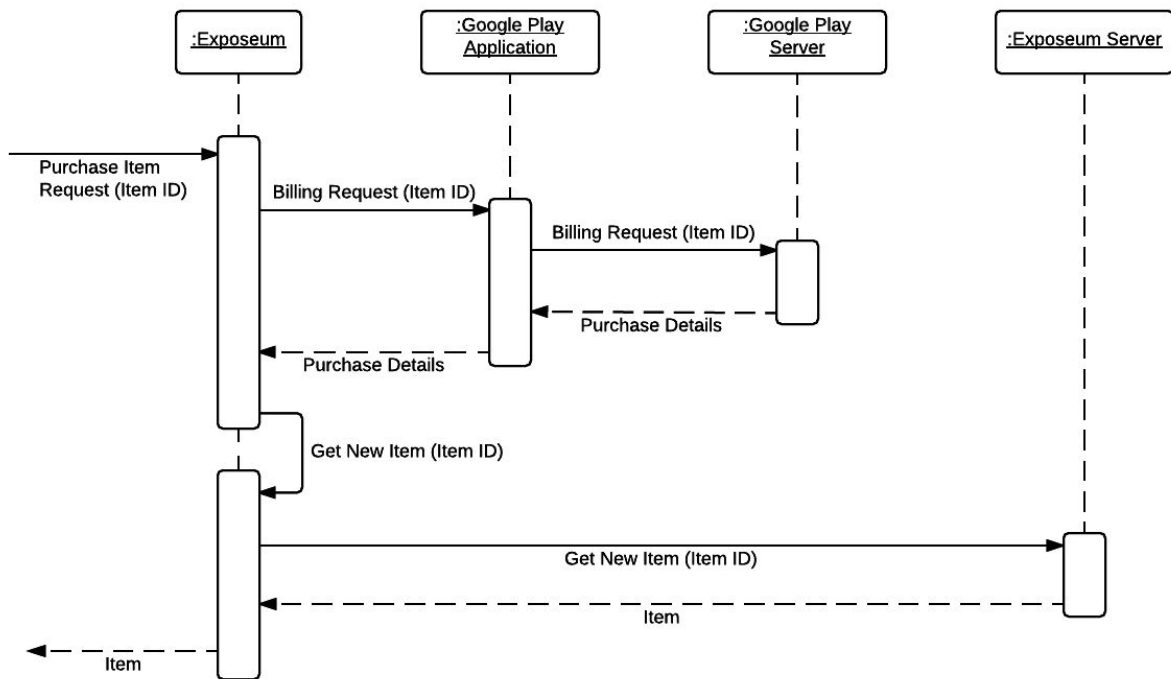 :Exposeum
:Google Play
Application
:Google Play
Server
:Exposeum Server
Purchase Item
Request (Item ID)
Billing Request (Item ID)
Billing Request (Item ID)
Purchase Details
Purchase Details
Get New Item (Item ID)
Get New Item (Item ID)
Item
Item